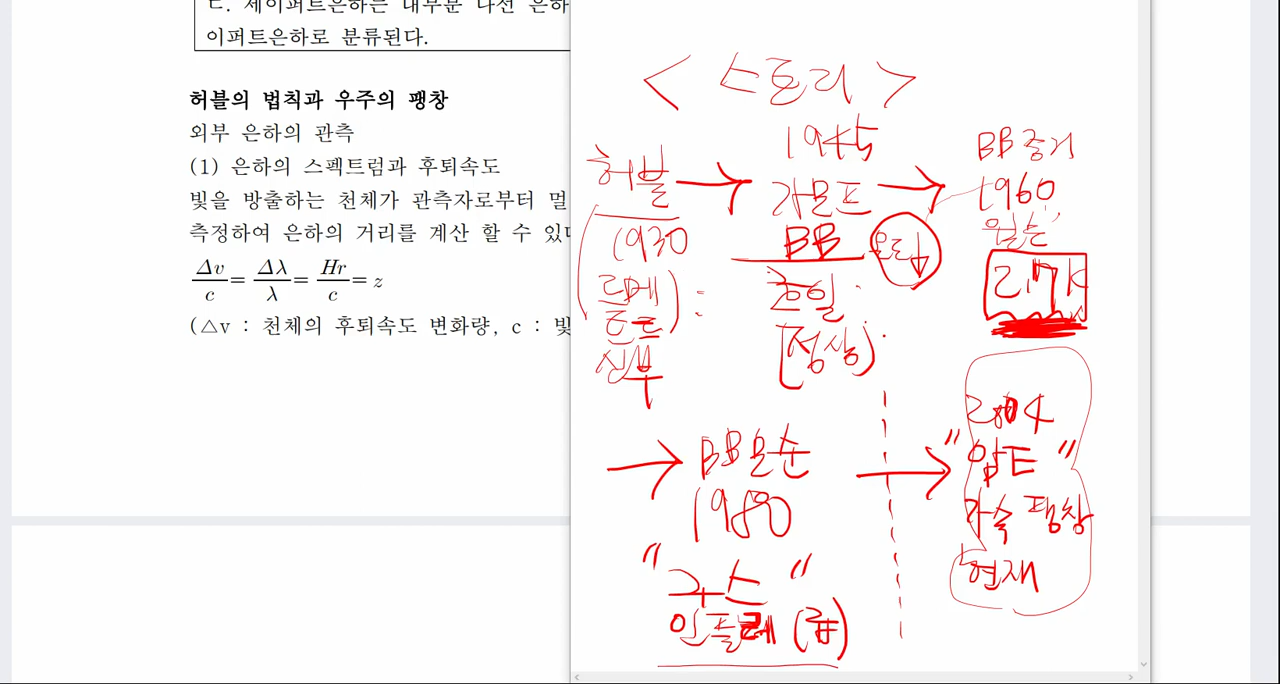 ㄷ. 세이퍼트은하는 대부분 나선 은하
이퍼트은하로 분류된다.
허블의 법칙과 우주의 팽창
외부 은하의 관측
(1) 은하의 스펙트럼과 후퇴속도
빛을 방출하는 천체가 관측자로부터 멀
측정하여 은하의 거리를 계산 할 수 있다
Δv/c = Δλ/λ = Hr/c = z
(△v : 천체의 후퇴속도 변화량, c : 빛
< 스토리 >
허블 →
(1930
르메
트르
신부) :
1945
가모프 →
BB
호일
(정상)
BB증거
1960
2.7K
→ BB모순
1980
"구스"
인플레 (급)
→
2004
"암E"
가속 팽창
현재